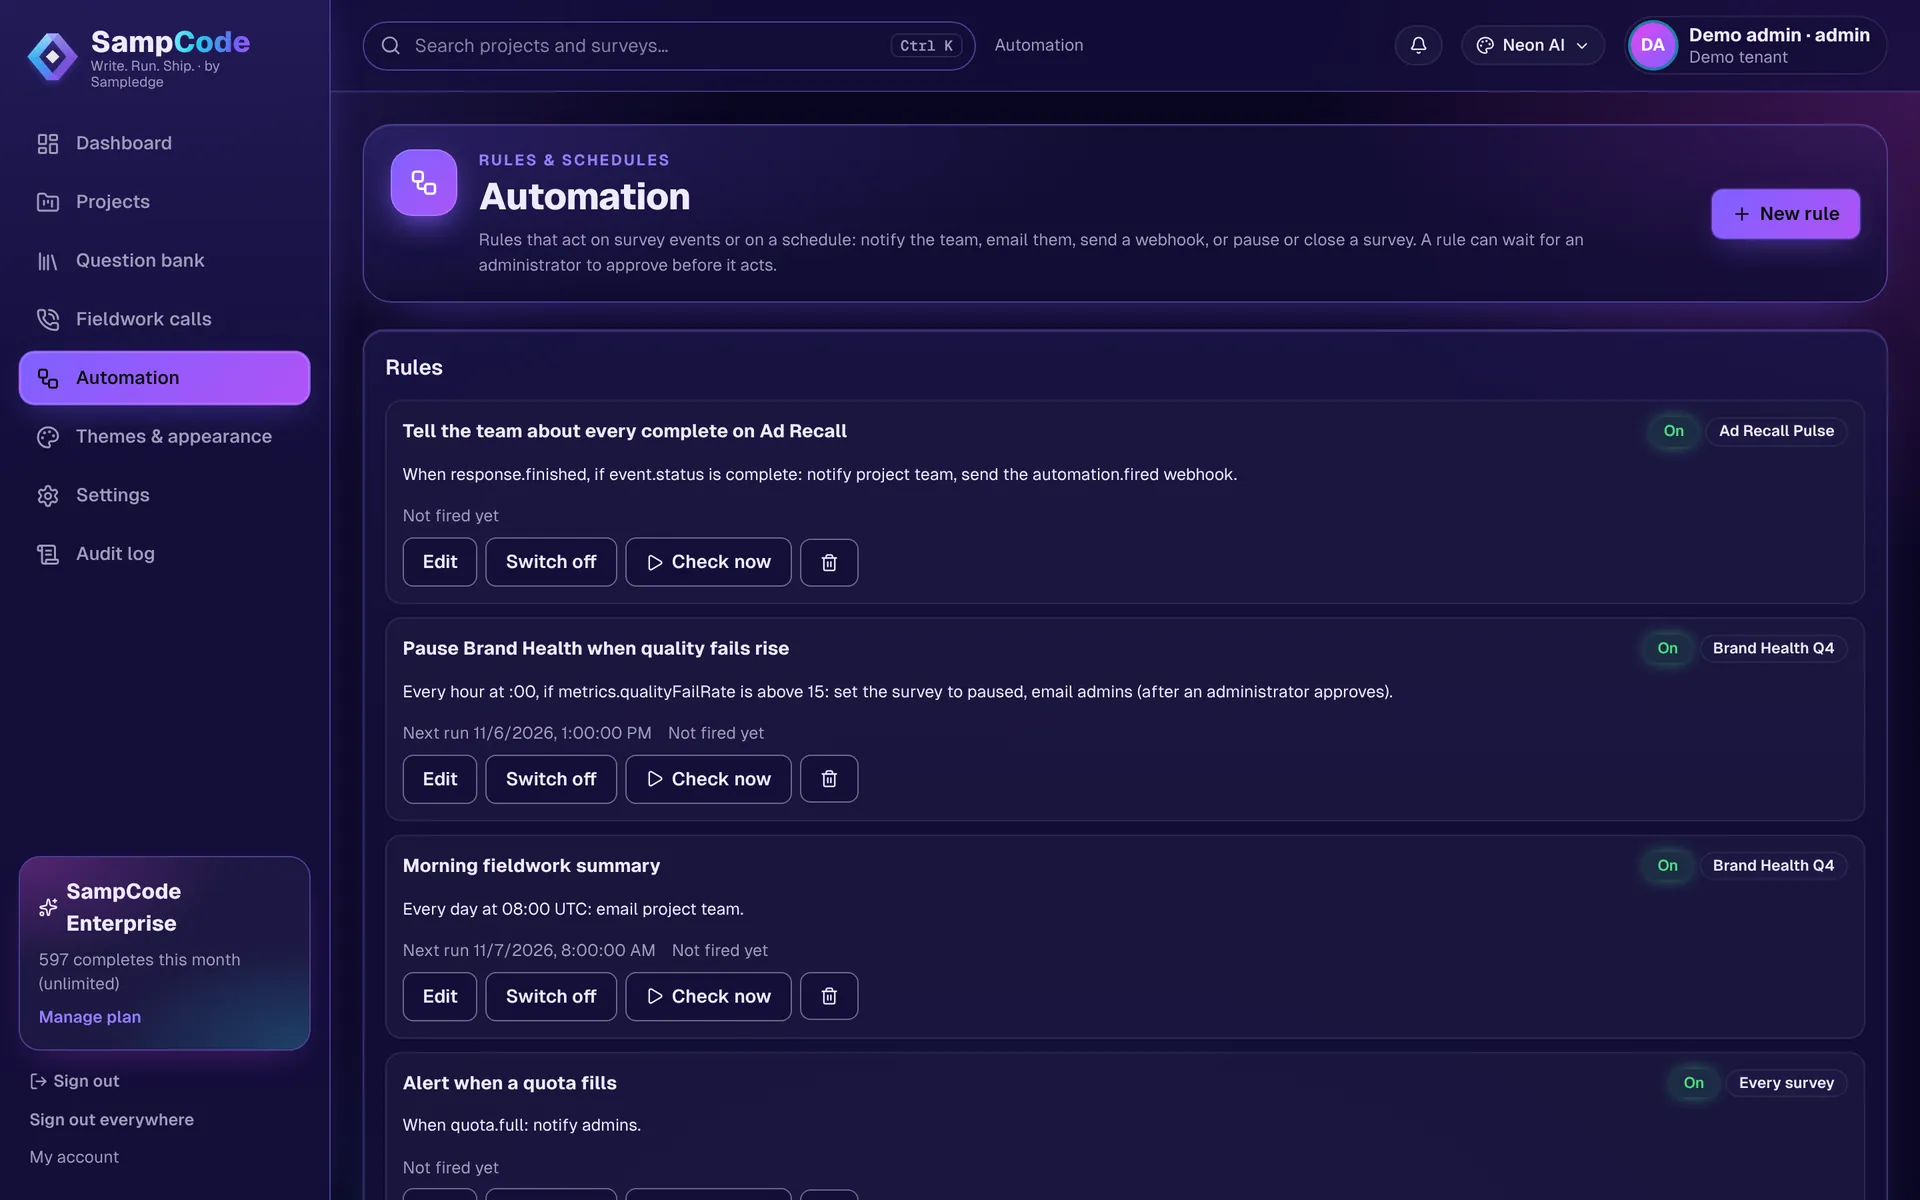 SampCode
Write. Run. Ship. · by
Sampledge
Search projects and surveys...
Ctrl K
Automation
Neon AI
DA
Demo admin · admin
Demo tenant
Dashboard
Projects
Question bank
Fieldwork calls
Automation
Themes & appearance
Settings
Audit log
SampCode
Enterprise
597 completes this month
(unlimited)
Manage plan
Sign out
Sign out everywhere
My account
RULES & SCHEDULES
Automation
Rules that act on survey events or on a schedule: notify the team, email them, send a webhook, or pause or close a survey. A rule can wait for an
administrator to approve before it acts.
New rule
Rules
Tell the team about every complete on Ad Recall
On
Ad Recall Pulse
When response.finished, if event.status is complete: notify project team, send the automation.fired webhook.
Not fired yet
Edit
Switch off
Check now
Pause Brand Health when quality fails rise
On
Brand Health Q4
Every hour at :00, if metrics.qualityFailRate is above 15: set the survey to paused, email admins (after an administrator approves).
Next run 11/6/2026, 1:00:00 PM Not fired yet
Edit
Switch off
Check now
Morning fieldwork summary
On
Brand Health Q4
Every day at 08:00 UTC: email project team.
Next run 11/7/2026, 8:00:00 AM Not fired yet
Edit
Switch off
Check now
Alert when a quota fills
On
Every survey
When quota.full: notify admins.
Not fired yet